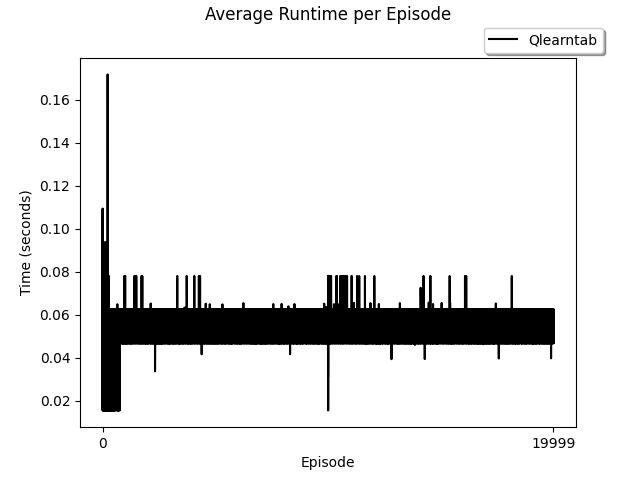 Average Runtime per Episode
Qlearntab
0.16
0.14
0.12
0.10
0.08
0.06
0.04
0.02
Time (seconds)
0 19999
Episode